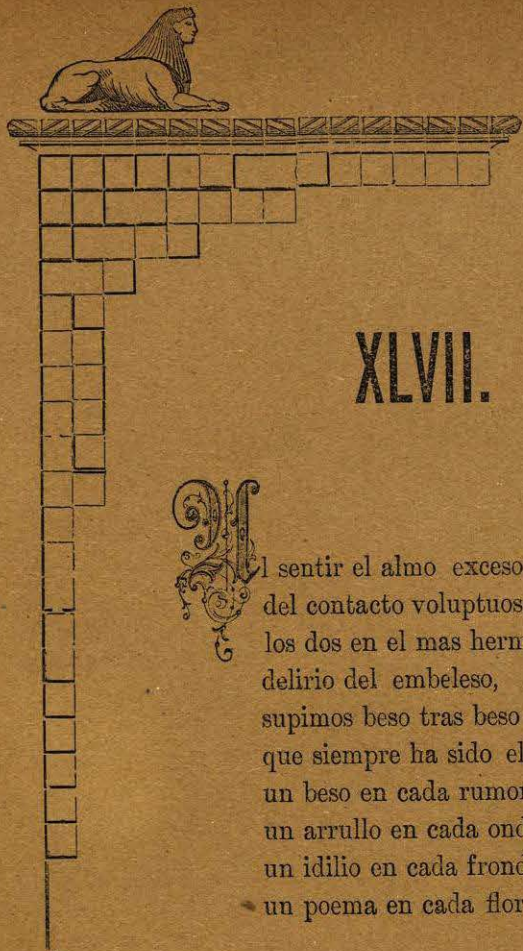 XLVII.
Al sentir el almo exceso
del contacto
los dos en el mas
delirio del embeleso,
supimos beso tras beso
que siempre ha sido
un beso en cada
un arrullo en cada
un idilio en cada
un poema en cada flor